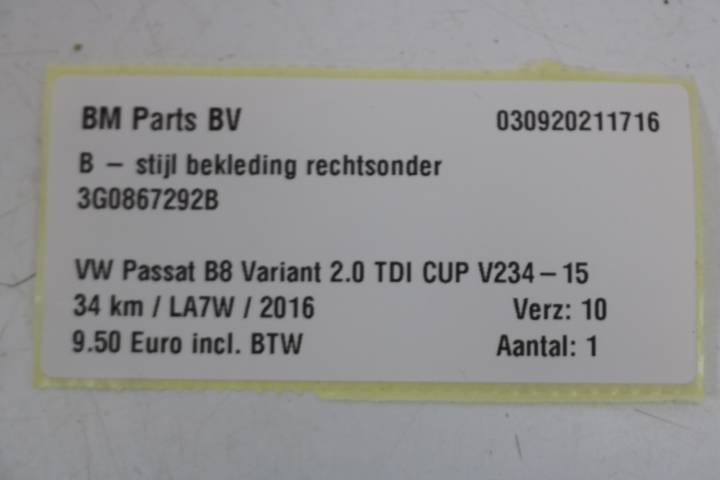 BM Parts BV 030920211716
B – stijl bekleding rechtsonder
3G0867292B
VW Passat B8 Variant 2.0 TDI CUP V234–15
34 km / LA7W / 2016 Verz: 10
9.50 Euro incl. BTW Aantal: 1